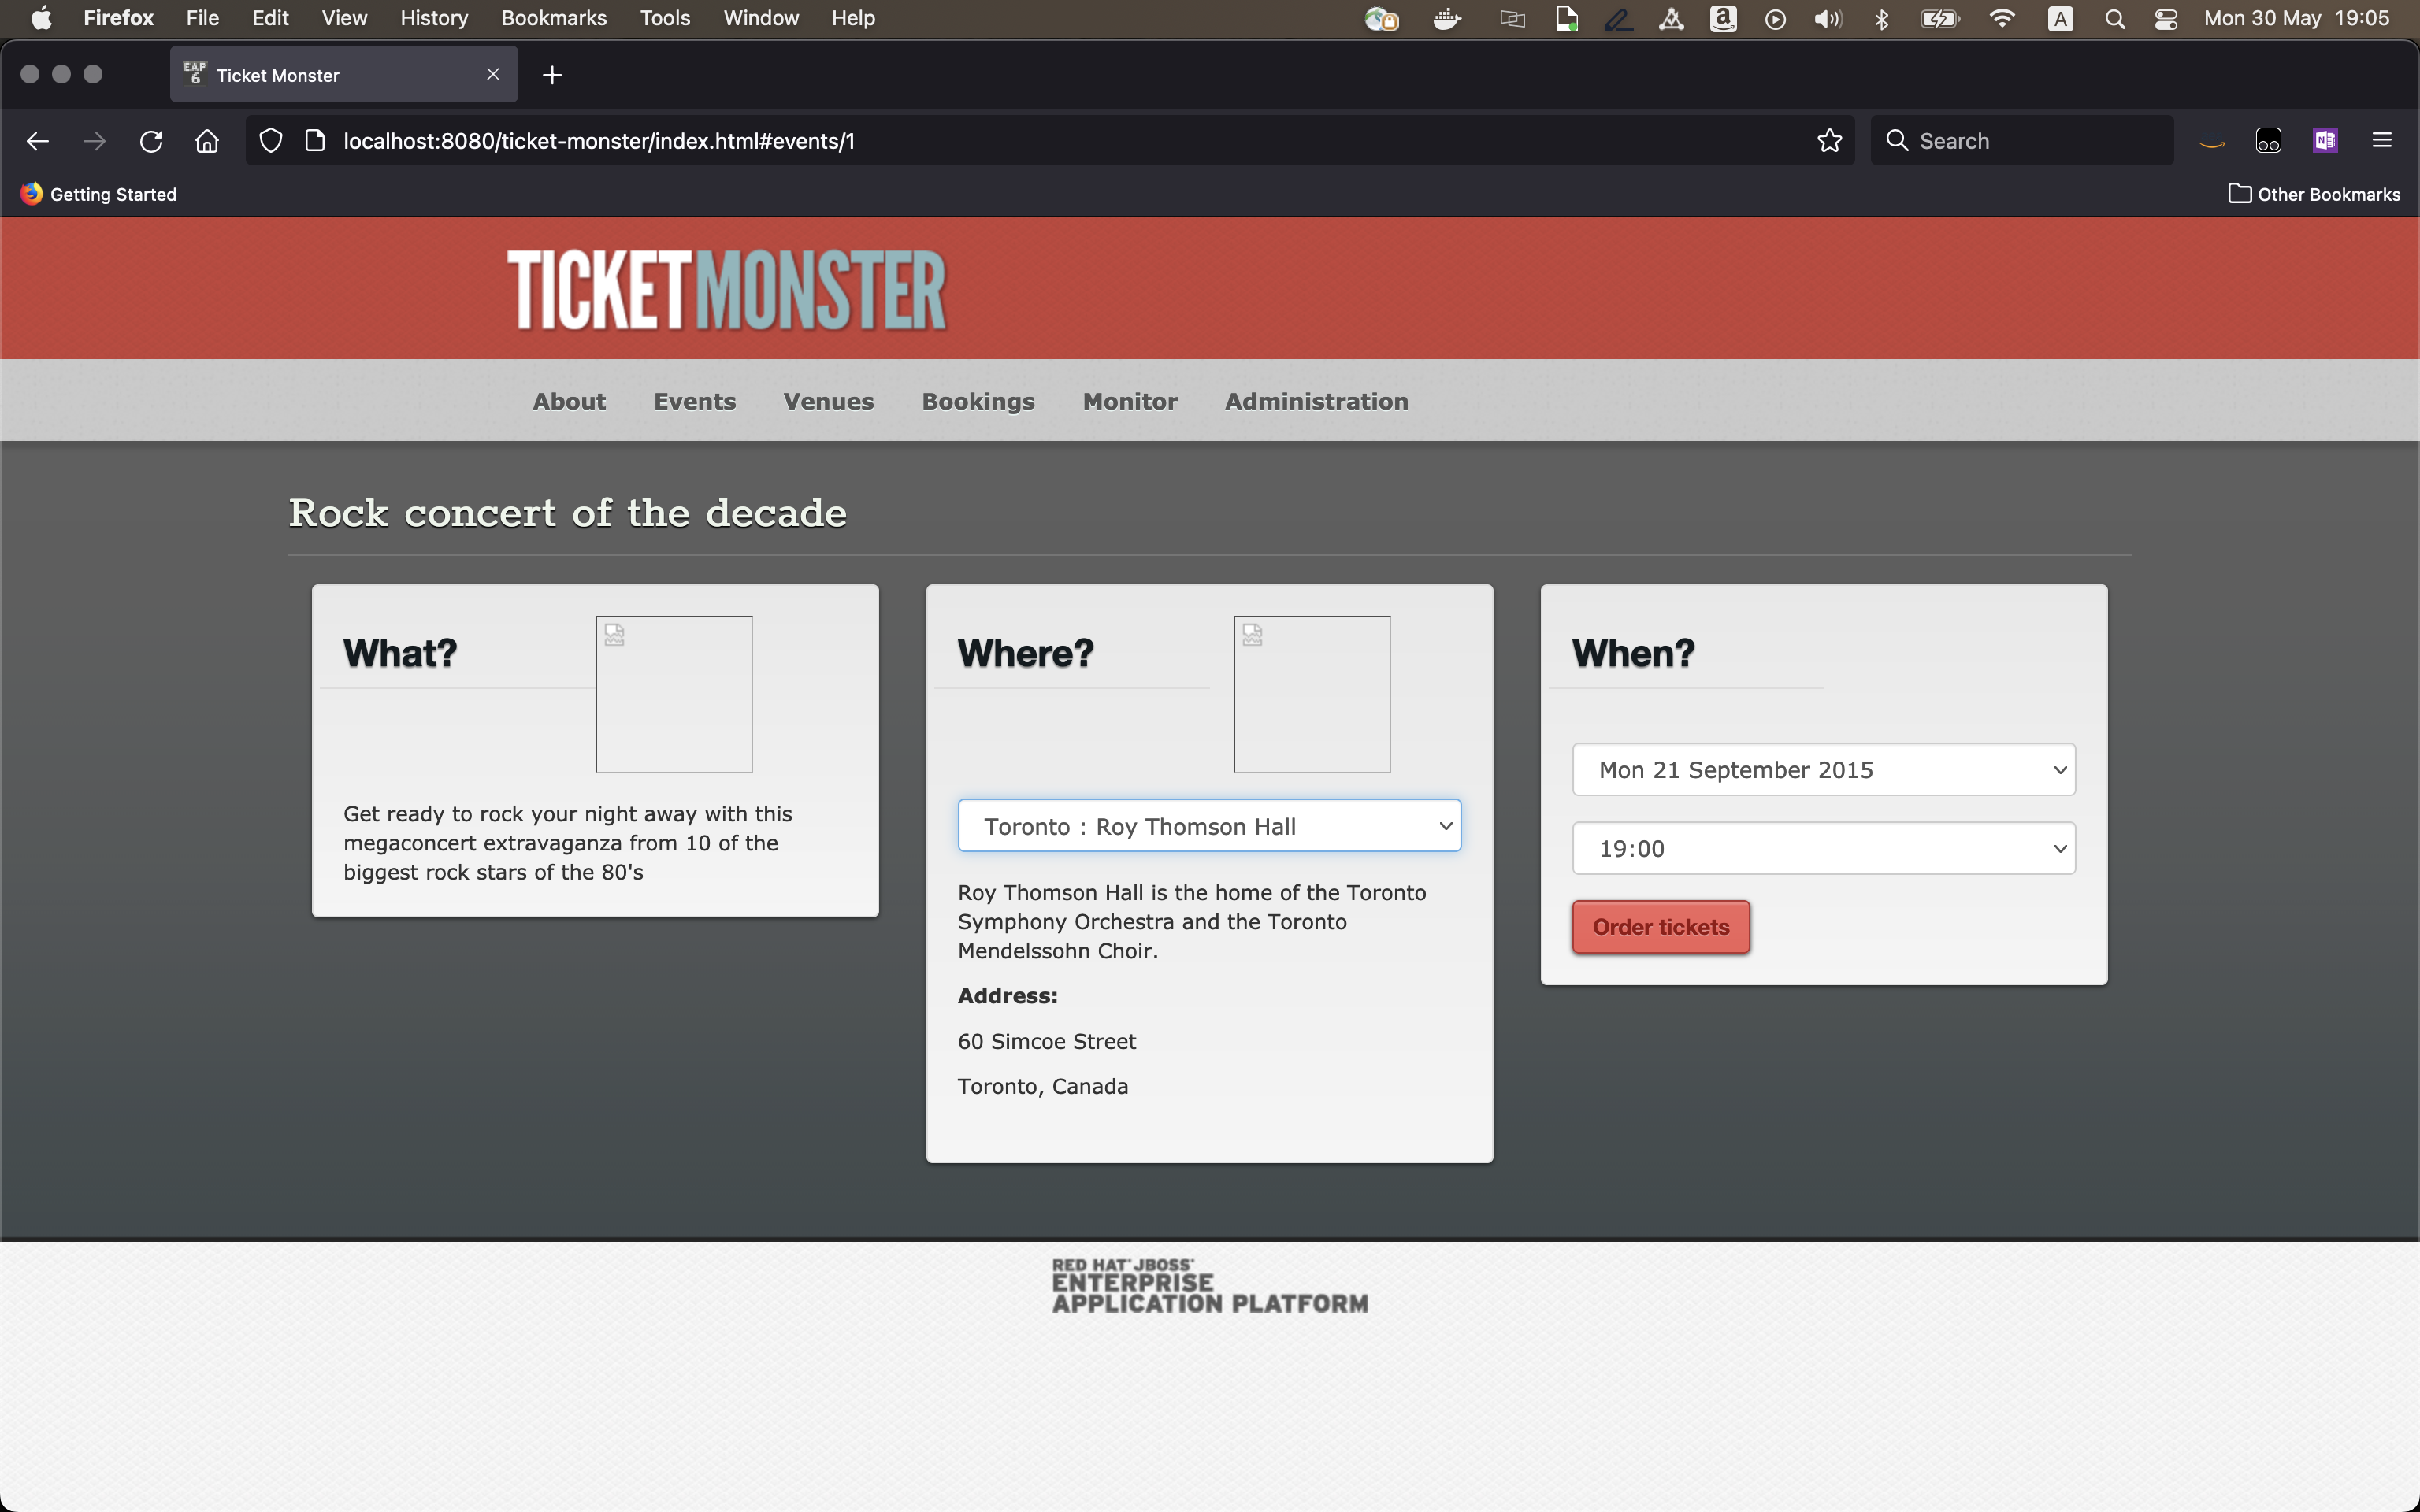 Firefox File Edit View History Bookmarks Tools Window Help A Mon 30 May 19:05
EAP 6 Ticket Monster
localhost:8080/ticket-monster/index.html#events/1 Search
Getting Started Other Bookmarks
TICKETMONSTER
About Events Venues Bookings Monitor Administration
Rock concert of the decade
What?
Get ready to rock your night away with this
megaconcert extravaganza from 10 of the
biggest rock stars of the 80's
Where?
Toronto : Roy Thomson Hall
Roy Thomson Hall is the home of the Toronto
Symphony Orchestra and the Toronto
Mendelssohn Choir.
Address:
60 Simcoe Street
Toronto, Canada
When?
Mon 21 September 2015
19:00
Order tickets
RED HAT JBOSS
ENTERPRISE
APPLICATION PLATFORM